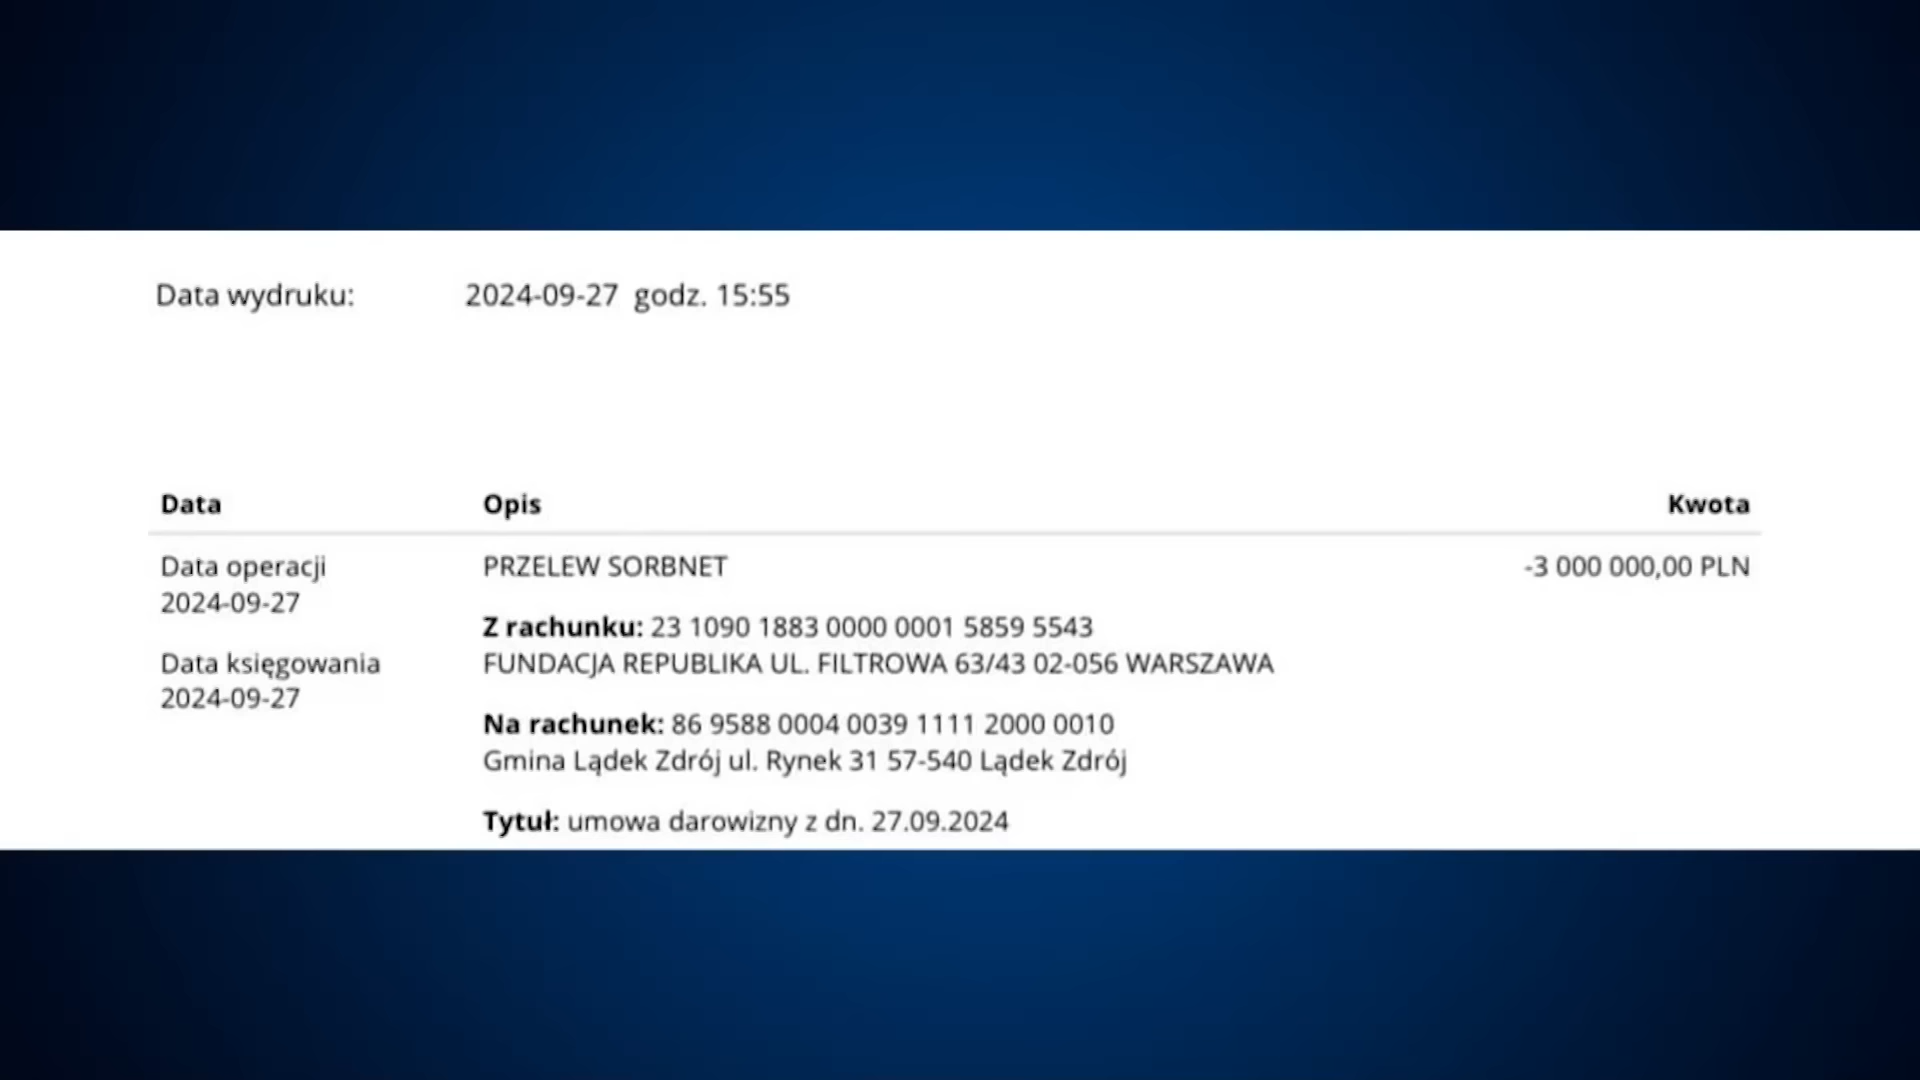 Data wydruku: 2024-09-27 godz. 15:55
Data Opis Kwota
Data operacji PRZELEW SORBNET -3 000 000,00 PLN
2024-09-27
Z rachunku: 23 1090 1883 0000 0001 5859 5543
Data księgowania FUNDACJA REPUBLIKA UL. FILTROWA 63/43 02-056 WARSZAWA
2024-09-27
Na rachunek: 86 9588 0004 0039 1111 2000 0010
Gmina Lądek Zdrój ul. Rynek 31 57-540 Lądek Zdrój
Tytuł: umowa darowizny z dn. 27.09.2024